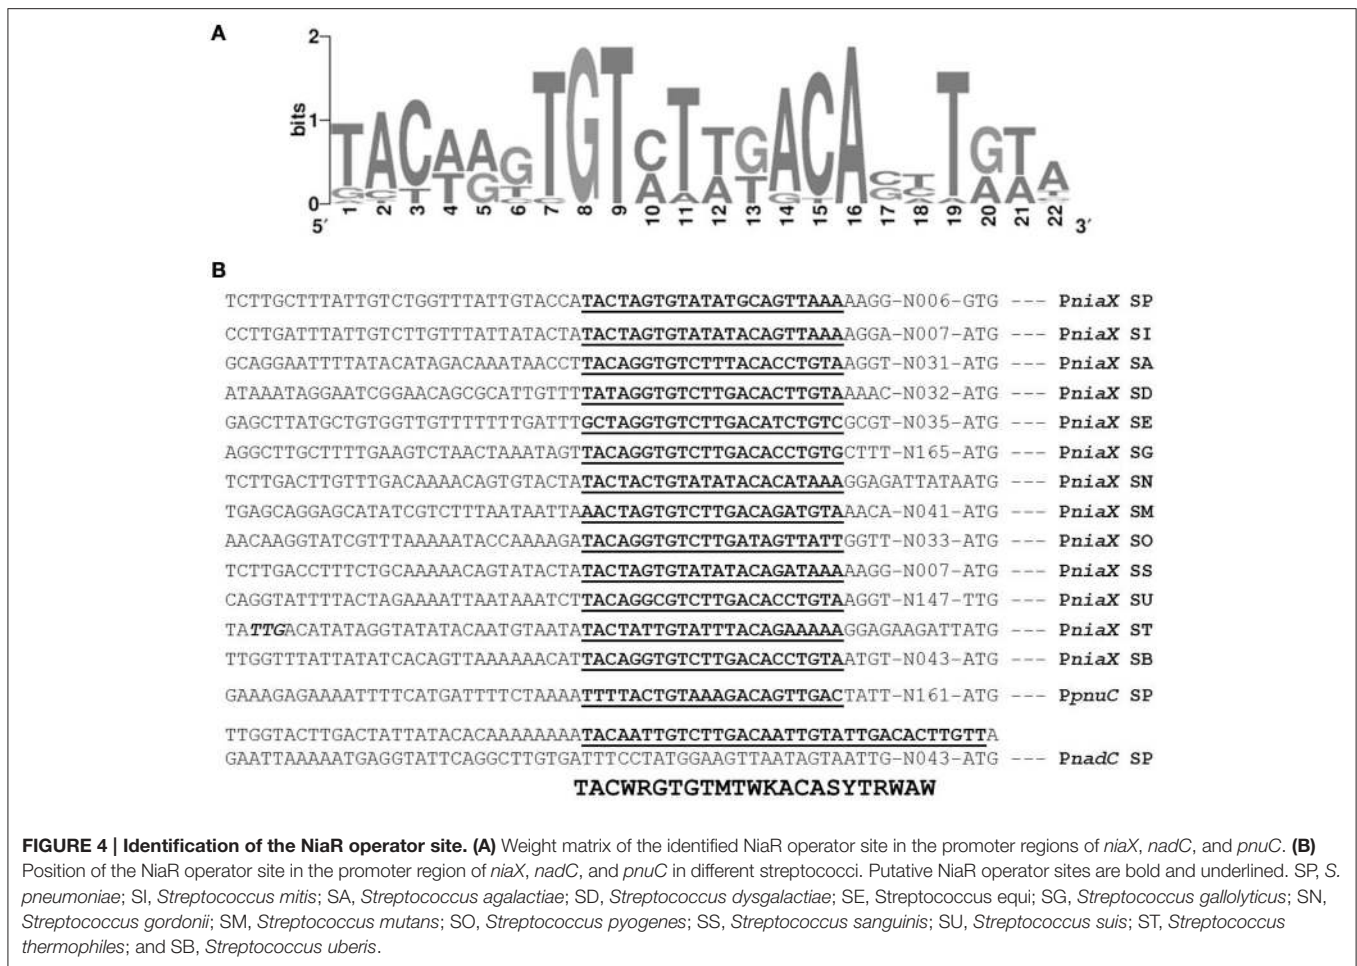 A
2
bits
1
0
5′ 1 2 3 4 5 6 7 8 9 10 11 12 13 14 15 16 17 18 19 20 21 22 3′
B
TCTTGCTTTATTGTCTGGTTTATTGTACCATACTAGTGTATATGCAGTTAAAAAGG-N006-GTG --- PniaX SP
CCTTGATTTATTGTCTTGTTTATTATACTATACTAGTGTATATACAGTTAAAAGGA-N007-ATG --- PniaX SI
GCAGGAATTTTATACATAGACAAATAACCTTACAGGTGTCTTTACACCTGTAAGGT-N031-ATG --- PniaX SA
ATAAATAGGAATCGGAACAGCGCATTGTTTTATAGGTGTCTTGACACTTGTAAAAC-N032-ATG --- PniaX SD
GAGCTTATGCTGTGGTTGTTTTTTTGATTTGCTAGGTGTCTTGACATCTGTCGCGT-N035-ATG --- PniaX SE
AGGCTTGCTTTTGAAGTCTAACTAAATAGTTACAGGTGTCTTGACACCTGTGCTTT-N165-ATG --- PniaX SG
TCTTGACTTGTTTGACAAAACAGTGTACTATACTACTGTATATACACATAAAGGAGATTATAATG --- PniaX SN
TGAGCAGGAGCATATCGTCTTTAATAATTAAACTAGTGTCTTGACAGATGTAAACA-N041-ATG --- PniaX SM
AACAAGGTATCGTTTAAAAATACCAAAAGATACAGGTGTCTTGATAGTTATTGGTT-N033-ATG --- PniaX SO
TCTTGACCTTTCTGCAAAAACAGTATACTATACTAGTGTATATACAGATAAAAAGG-N007-ATG --- PniaX SS
CAGGTATTTTACTAGAAAATTAATAAATCTTACAGGCGTCTTGACACCTGTAAGGT-N147-TTG --- PniaX SU
TATTGACATATAGGTATATACAATGTAATATACTATTGTATTTACAGAAAAAGGAGAAGATTATG --- PniaX ST
TTGGTTTATTATATCACAGTTAAAAAACATTACAGGTGTCTTGACACCTGTAATGT-N043-ATG --- PniaX SB
GAAAGAGAAAATTTTCATGATTTTCTAAAATTTTACTGTAAAGACAGTTGACTATT-N161-ATG --- PpnuC SP
TTGGTACTTGACTATTATACACAAAAAAAATACAATTGTCTTGACAATTGTATTGACACTTGTTA
GAATTAAAAATGAGGTATTCAGGCTTGTGATTTCCTATGGAAGTTAATAGTAATTG-N043-ATG --- PnadC SP
TACWRGTGTMTWKACASYTRWAW
FIGURE 4 | Identification of the NiaR operator site. (A) Weight matrix of the identified NiaR operator site in the promoter regions of niaX, nadC, and pnuC. (B)
Position of the NiaR operator site in the promoter region of niaX, nadC, and pnuC in different streptococci. Putative NiaR operator sites are bold and underlined. SP, S.
pneumoniae; SI, Streptococcus mitis; SA, Streptococcus agalactiae; SD, Streptococcus dysgalactiae; SE, Streptococcus equi; SG, Streptococcus gallolyticus; SN,
Streptococcus gordonii; SM, Streptococcus mutans; SO, Streptococcus pyogenes; SS, Streptococcus sanguinis; SU, Streptococcus suis; ST, Streptococcus
thermophiles; and SB, Streptococcus uberis.